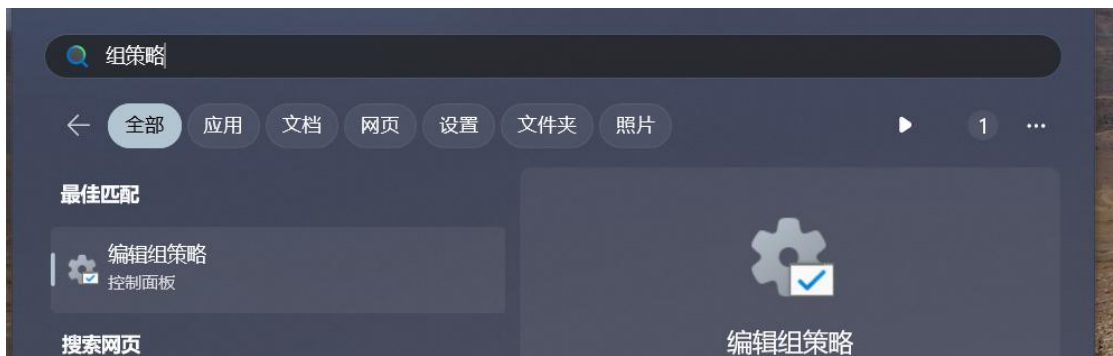 组策略
全部 应用 文档 网页 设置 文件夹 照片 1 ...
最佳匹配
编辑组策略
控制面板
编辑组策略
搜索网页